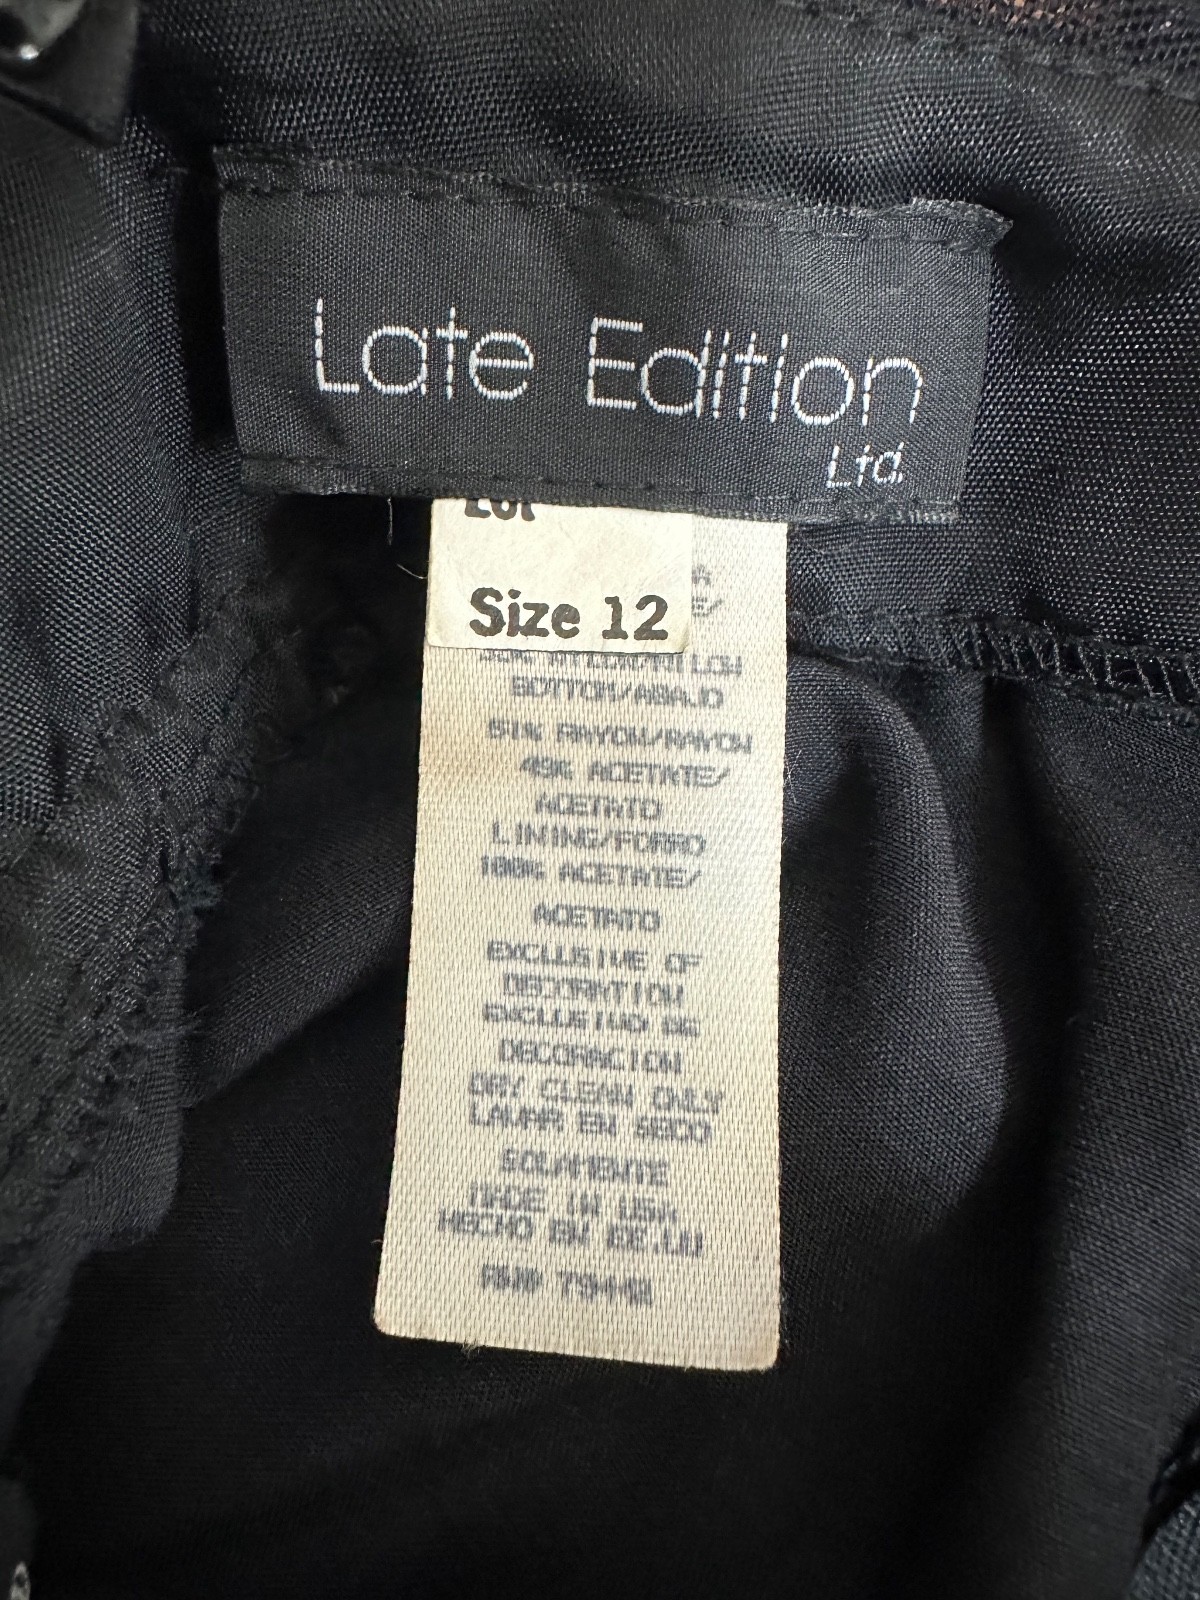 Late Edition
Ltd.
Lot
Size 12
BOTTOM/ABAJO
51% RAYON/RAYON
49% ACETATE/
ACETATO
LINING/FORRO
100% ACETATE/
ACETATO
EXCLUSIVE OF
DECORATION
EXCLUSIVO DE
DECORACION
DRY CLEAN ONLY
LAVAR EN SECO
SOLAMENTE
MADE IN USA
HECHO EN EE.UU
RN#